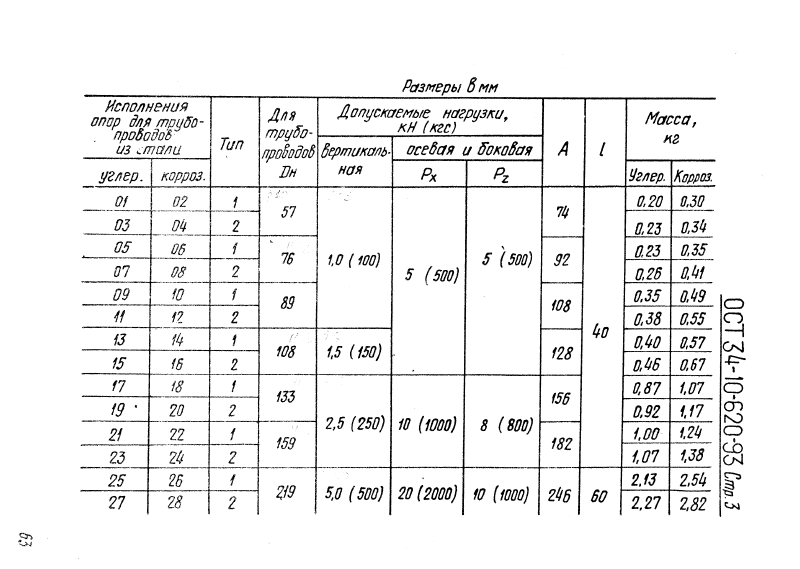 Размеры в мм
Исполнения опор для трубо-проводов из стали | Тип | Для трубо-проводов Dн | Допускаемые нагрузки, кН (кгс) | A | l | Масса, кг
вертикаль-ная | осевая и боковая
углер. | корроз. | Px | Pz | Углер. | Корроз.
01 02 1 57 1,0 (100) 5 (500) 5 (500) 74 40 0,20 0,30
03 04 2 0,23 0,34
05 06 1 76 92 0,23 0,35
07 08 2 0,26 0,41
09 10 1 89 108 0,35 0,49
11 12 2 0,38 0,55
13 14 1 108 1,5 (150) 128 0,40 0,57
15 16 2 0,46 0,67
17 18 1 133 2,5 (250) 10 (1000) 8 (800) 156 0,87 1,07
19 20 2 0,92 1,17
21 22 1 159 182 1,00 1,24
23 24 2 1,07 1,38
25 26 1 219 5,0 (500) 20 (2000) 10 (1000) 246 60 2,13 2,54
27 28 2 2,27 2,82
ОСТ 34-10-620-93 Стр. 3
63